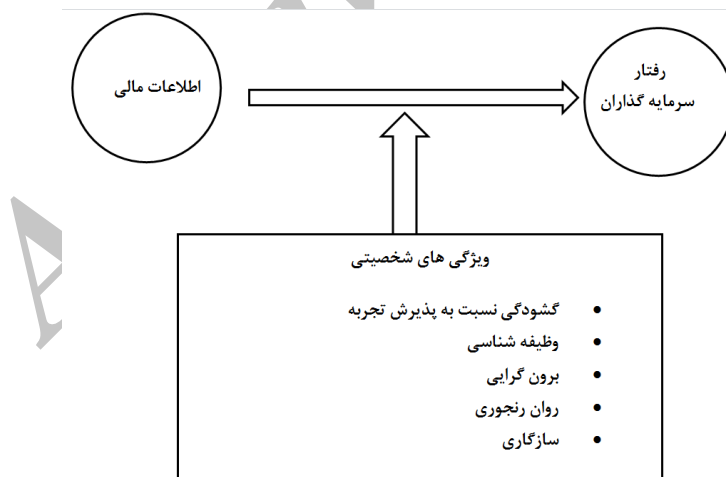 اطلاعات مالی
رفتار
سرمایه گذاران
ویژگی های شخصیتی
• گشودگی نسبت به پذیرش تجربه
• وظیفه شناسی
• برون گرایی
• روان رنجوری
• سازگاری